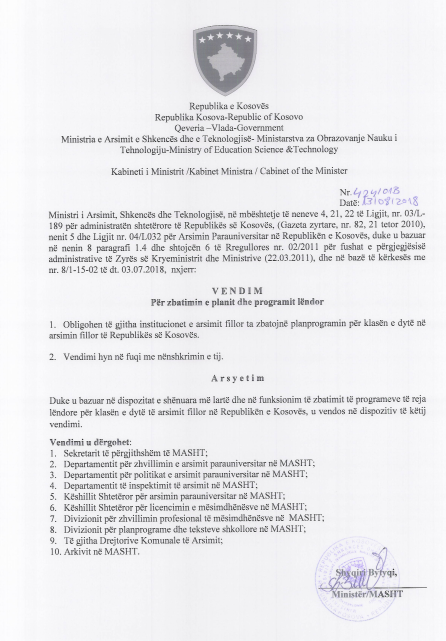 Republika e Kosovës
Republika Kosova-Republic of Kosovo
Qeveria –Vlada-Government
Ministria e Arsimit e Shkencës dhe e Teknologjisë- Ministarstva za Obrazovanje Nauku i
Tehnologiju-Ministry of Education Science &Technology
Kabineti i Ministrit /Kabinet Ministra / Cabinet of the Minister
Nr. 424/018
Datë: 13/08/2018
Ministri i Arsimit, Shkencës dhe Teknologjisë, në mbështetje të neneve 4, 21, 22 të Ligjit, nr. 03/L-
189 për administratën shtetërore të Republikës së Kosovës, (Gazeta zyrtare, nr. 82, 21 tetor 2010),
nenit 5 dhe Ligjit nr. 04/L032 për Arsimin Parauniversitar në Republikën e Kosovës, duke u bazuar
në nenin 8 paragrafi 1.4 dhe shtojcën 6 të Rregullores nr. 02/2011 për fushat e përgjegjësisë
administrative të Zyrës së Kryeministrit dhe Ministrive (22.03.2011), dhe në bazë të kërkesës me
nr. 8/1-15-02 të dt. 03.07.2018, nxjerr:
V E N D I M
Për zbatimin e planit dhe programit lëndor
1. Obligohen të gjitha institucionet e arsimit fillor ta zbatojnë planprogramin për klasën e dytë në
arsimin fillor të Republikës së Kosovës.
2. Vendimi hyn në fuqi me nënshkrimin e tij.
A r s y e t i m
Duke u bazuar në dispozitat e shënuara më lartë dhe në funksionim të zbatimit të programeve të reja
lëndore për klasën e dytë të arsimit fillor në Republikën e Kosovës, u vendos në dispozitiv të këtij
vendimi.
Vendimi u dërgohet:
1. Sekretarit të përgjithshëm të MASHT;
2. Departamentit për zhvillimin e arsimit parauniversitar në MASHT;
3. Departamentit për politikat e arsimit parauniversitar në MASHT;
4. Departamentit të inspektimit të arsimit në MASHT;
5. Këshillit Shtetëror për arsimin parauniversitar në MASHT;
6. Këshillit Shtetëror për licencimin e mësimdhënësve në MASHT;
7. Divizionit për zhvillimin profesional të mësimdhënësve në MASHT;
8. Divizionit për planprograme dhe tekste shkollore në MASHT;
9. Të gjitha Drejtorive Komunale të Arsimit;
10. Arkivit në MASHT.
Shyqiri Bytyqi,
Ministër/MASHT